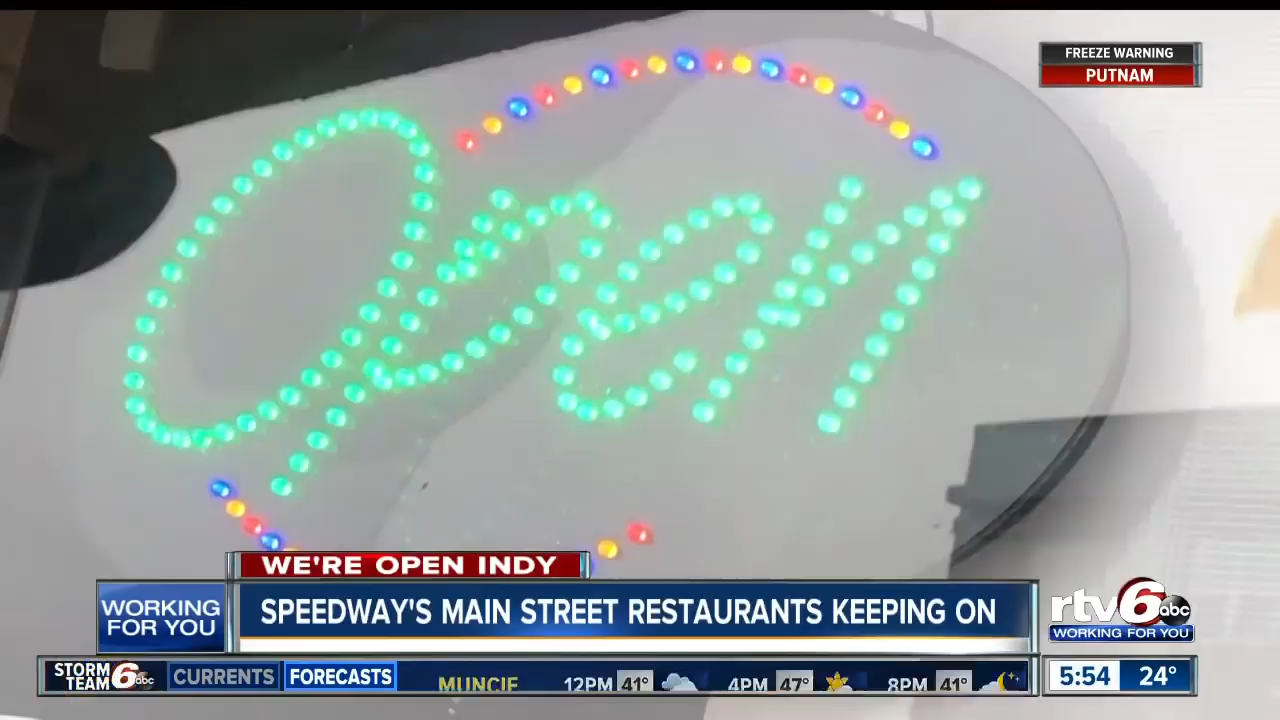 FREEZE WARNING
PUTNAM
Open
WE'RE OPEN INDY
WORKING FOR YOU
SPEEDWAY'S MAIN STREET RESTAURANTS KEEPING ON
rtv6 abc
WORKING FOR YOU
STORM TEAM 6 abc
CURRENTS
FORECASTS
MUNCIE 12PM 41° 4PM 47° 8PM 41°
5:54 24°